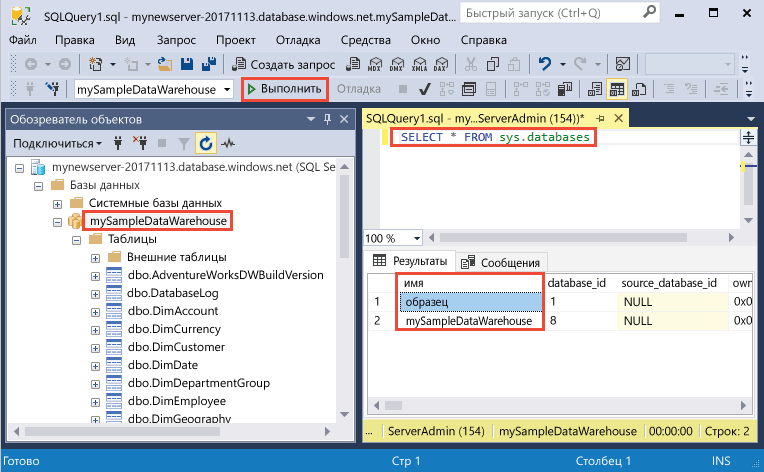 SQLQuery1.sql - mynewserver-20171113.database.windows.net.mySampleDat...
Быстрый запуск (Ctrl+Q)
Файл Правка Вид Запрос Проект Отладка Средства Окно Справка
Создать запрос MDX DMX XMLA DAX
mySampleDataWarehouse Выполнить Отладка
Обозреватель объектов
Подключиться
mynewserver-20171113.database.windows.net (SQL Se
Базы данных
Системные базы данных
mySampleDataWarehouse
Таблицы
Внешние таблицы
dbo.AdventureWorksDWBuildVersion
dbo.DatabaseLog
dbo.DimAccount
dbo.DimCurrency
dbo.DimCustomer
dbo.DimDate
dbo.DimDepartmentGroup
dbo.DimEmployee
dbo.DimGeography
SQLQuery1.sql - my...ServerAdmin (154))*
SELECT * FROM sys.databases
100 %
Результаты Сообщения
имя database_id source_database_id own
1 образец 1 NULL 0x0
2 mySampleDataWarehouse 8 NULL 0x0
... ServerAdmin (154) mySampleDataWarehouse 00:00:00 Строк: 2
Готово Стр 1 Столбец 1 INS